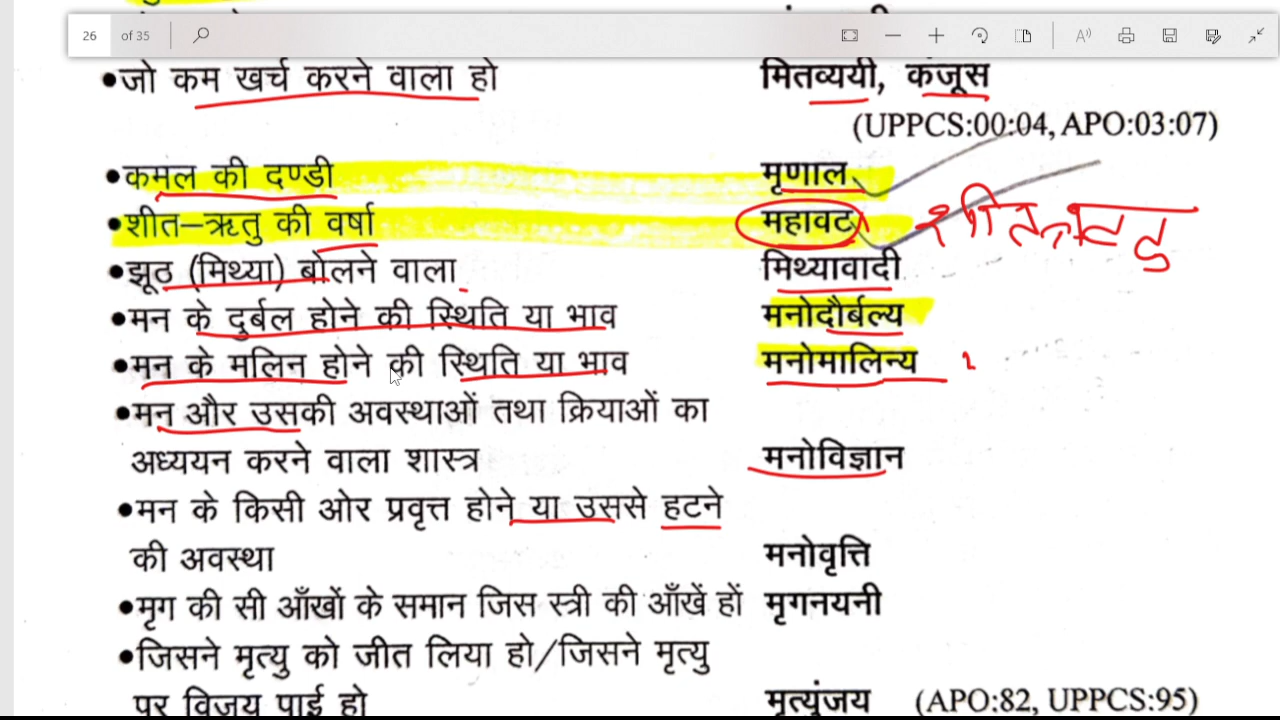 26 of 35
•जो कम खर्च करने वाला हो मितव्ययी, कंजूस
(UPPCS:00:04, APO:03:07)
•कमल की दण्डी मृणाल
•शीत–ऋतु की वर्षा महावट
•झूठ (मिथ्या) बोलने वाला मिथ्यावादी
•मन के दुर्बल होने की स्थिति या भाव मनोदौर्बल्य
•मन के मलिन होने की स्थिति या भाव मनोमालिन्य
•मन और उसकी अवस्थाओं तथा क्रियाओं का
अध्ययन करने वाला शास्त्र मनोविज्ञान
•मन के किसी ओर प्रवृत्त होने या उससे हटने
की अवस्था मनोवृत्ति
•मृग की सी आँखों के समान जिस स्त्री की आँखें हों मृगनयनी
•जिसने मृत्यु को जीत लिया हो/जिसने मृत्यु
पर विजय पाई हो मृत्युंजय (APO:82, UPPCS:95)